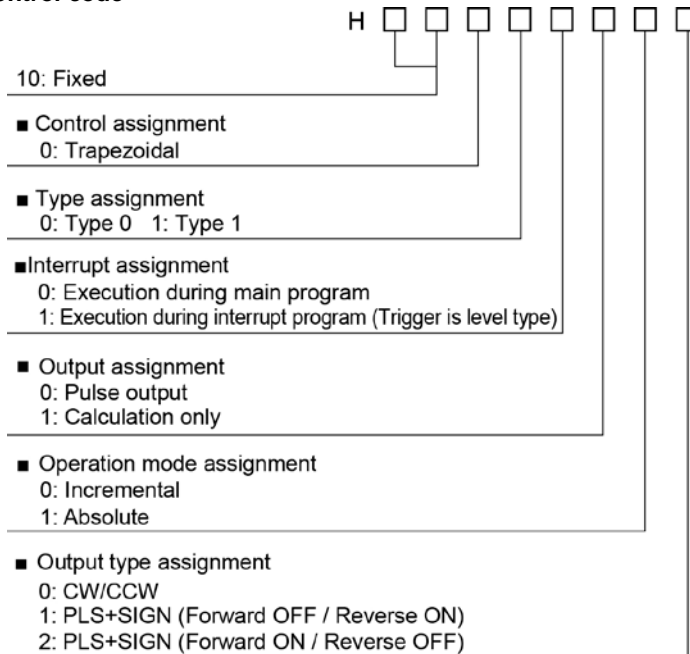 H □ □ □ □ □ □ □ □
10: Fixed
■ Control assignment
0: Trapezoidal
■ Type assignment
0: Type 0 1: Type 1
■Interrupt assignment
0: Execution during main program
1: Execution during interrupt program (Trigger is level type)
■ Output assignment
0: Pulse output
1: Calculation only
■ Operation mode assignment
0: Incremental
1: Absolute
■ Output type assignment
0: CW/CCW
1: PLS+SIGN (Forward OFF / Reverse ON)
2: PLS+SIGN (Forward ON / Reverse OFF)